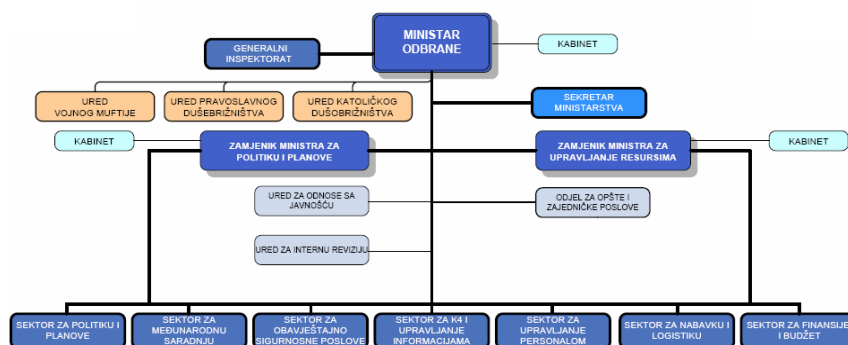 MINISTAR
ODBRANE
KABINET
GENERALNI
INSPEKTORAT
URED
VOJNOG MUFTIJE
URED PRAVOSLAVNOG
DUŠEBRIŽNIŠTVA
URED KATOLIČKOG
DUŠOBRIŽNIŠTVA
SEKRETAR
MINISTARSTVA
KABINET
ZAMJENIK MINISTRA ZA
POLITIKU I PLANOVE
ZAMJENIK MINISTRA ZA
UPRAVLJANJE RESURSIMA
KABINET
URED ZA ODNOSE SA
JAVNOŠĆU
ODJEL ZA OPŠTE I
ZAJEDNIČKE POSLOVE
URED ZA INTERNU REVIZIJU
SEKTOR ZA POLITIKU I
PLANOVE
SEKTOR ZA
MEĐUNARODNU
SARADNJU
SEKTOR ZA
OBAVJEŠTAJNO
SIGURNOSNE POSLOVE
SEKTOR ZA K4 I
UPRAVLJANJE
INFORMACIJAMA
SEKTOR ZA
UPRAVLJANJE
PERSONALOM
SEKTOR ZA NABAVKU I
LOGISTIKU
SEKTOR ZA FINANSIJE
I BUDŽET